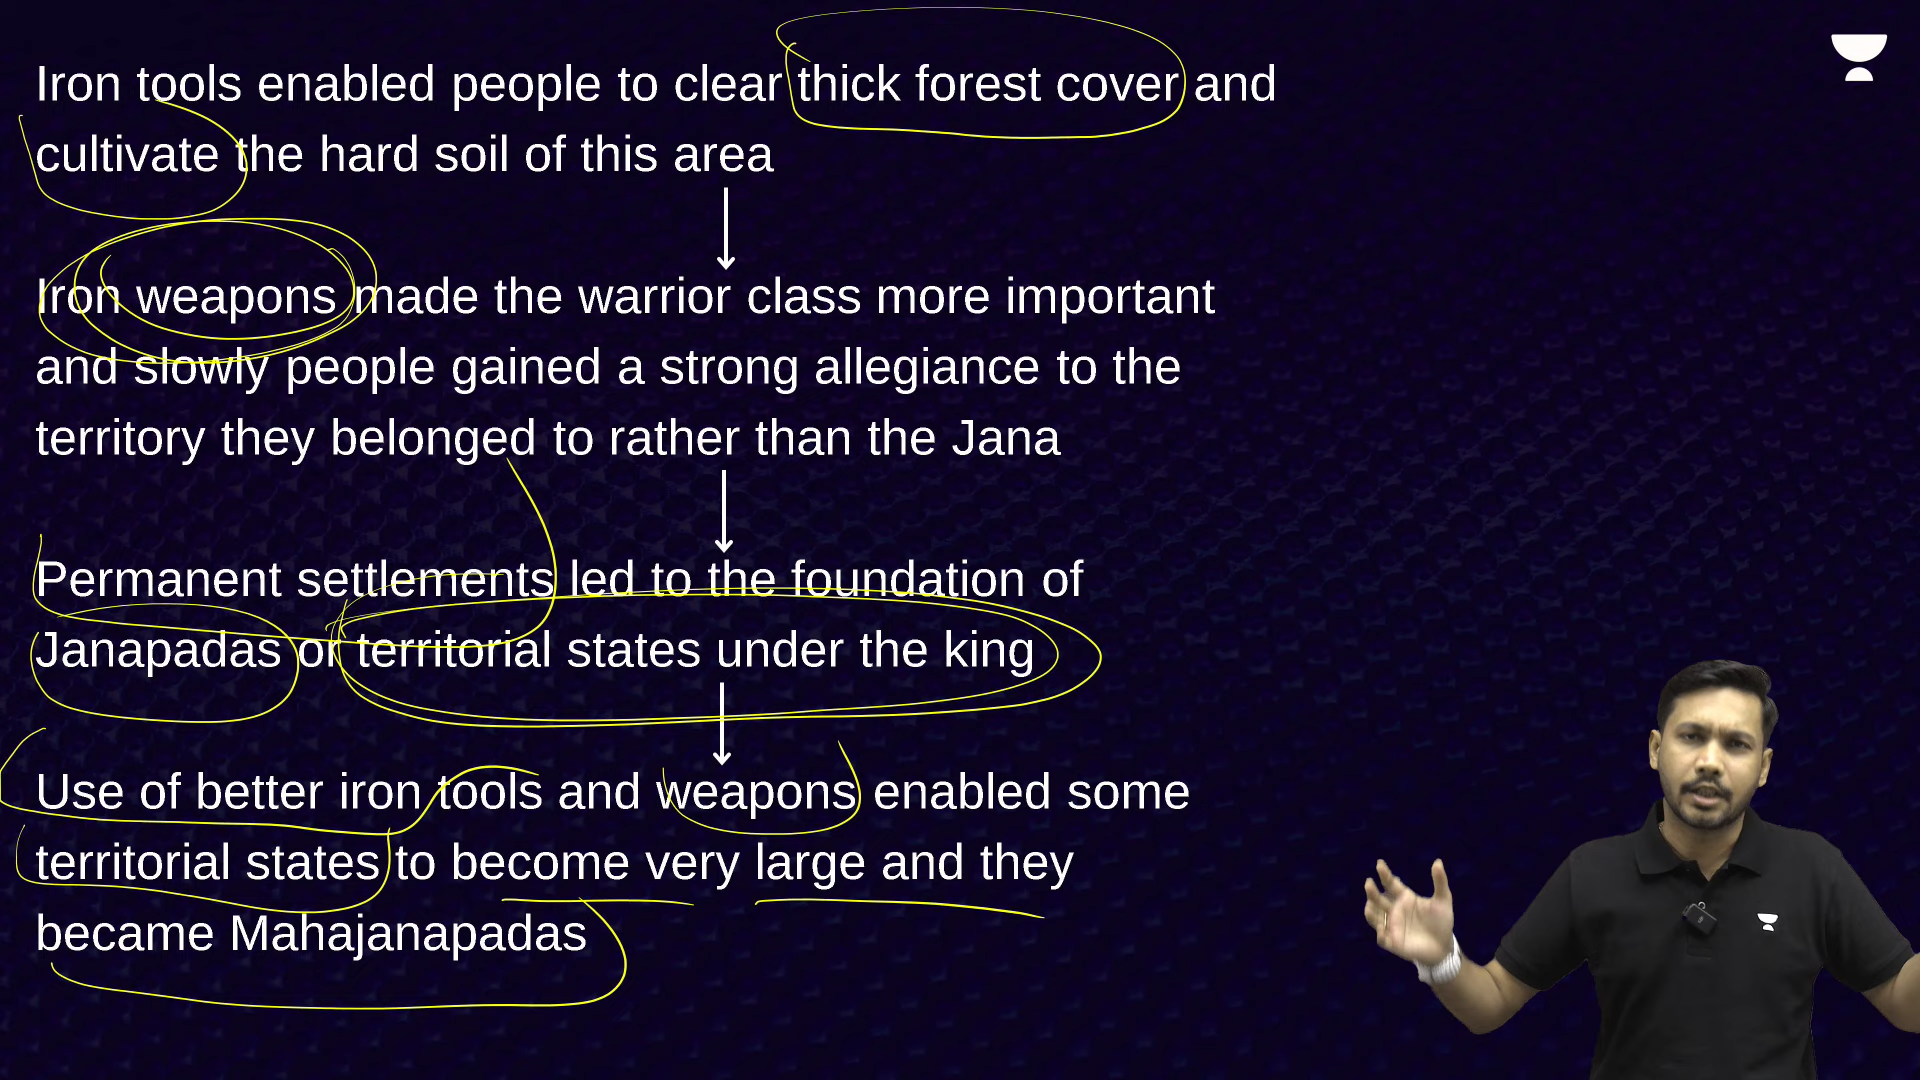 Iron tools enabled people to clear thick forest cover and
cultivate the hard soil of this area
Iron weapons made the warrior class more important
and slowly people gained a strong allegiance to the
territory they belonged to rather than the Jana
Permanent settlements led to the foundation of
Janapadas or territorial states under the king
Use of better iron tools and weapons enabled some
territorial states to become very large and they
became Mahajanapadas